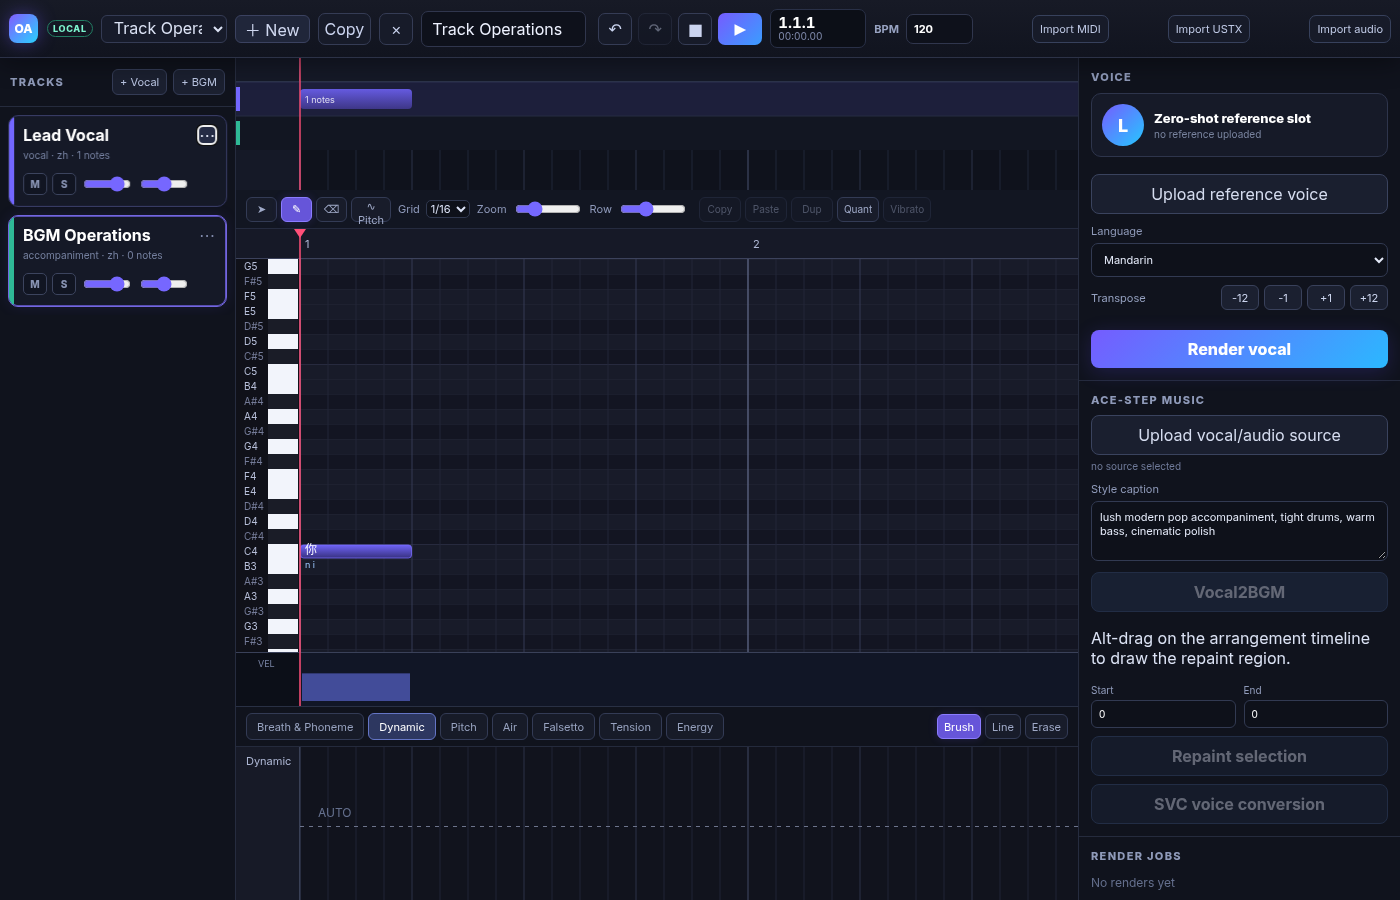 OA
LOCAL
Track Opera
+ New
Copy
×
Track Operations
1.1.1
00:00.00
BPM
120
Import MIDI
Import USTX
Import audio
TRACKS
+ Vocal
+ BGM
Lead Vocal
...
vocal · zh · 1 notes
M
S
BGM Operations
...
accompaniment · zh · 0 notes
M
S
1 notes
Pitch
Grid
1/16
Zoom
Row
Copy
Paste
Dup
Quant
Vibrato
1
2
G5
F#5
F5
E5
D#5
D5
C#5
C5
B4
A#4
A4
G#4
G4
F#4
F4
E4
D#4
D4
C#4
C4
B3
A#3
A3
G#3
G3
F#3
你
n i
VEL
Breath & Phoneme
Dynamic
Pitch
Air
Falsetto
Tension
Energy
Brush
Line
Erase
Dynamic
AUTO
VOICE
L
Zero-shot reference slot
no reference uploaded
Upload reference voice
Language
Mandarin
Transpose
-12
-1
+1
+12
Render vocal
ACE-STEP MUSIC
Upload vocal/audio source
no source selected
Style caption
lush modern pop accompaniment, tight drums, warm
bass, cinematic polish
Vocal2BGM
Alt-drag on the arrangement timeline
to draw the repaint region.
Start
End
0
0
Repaint selection
SVC voice conversion
RENDER JOBS
No renders yet